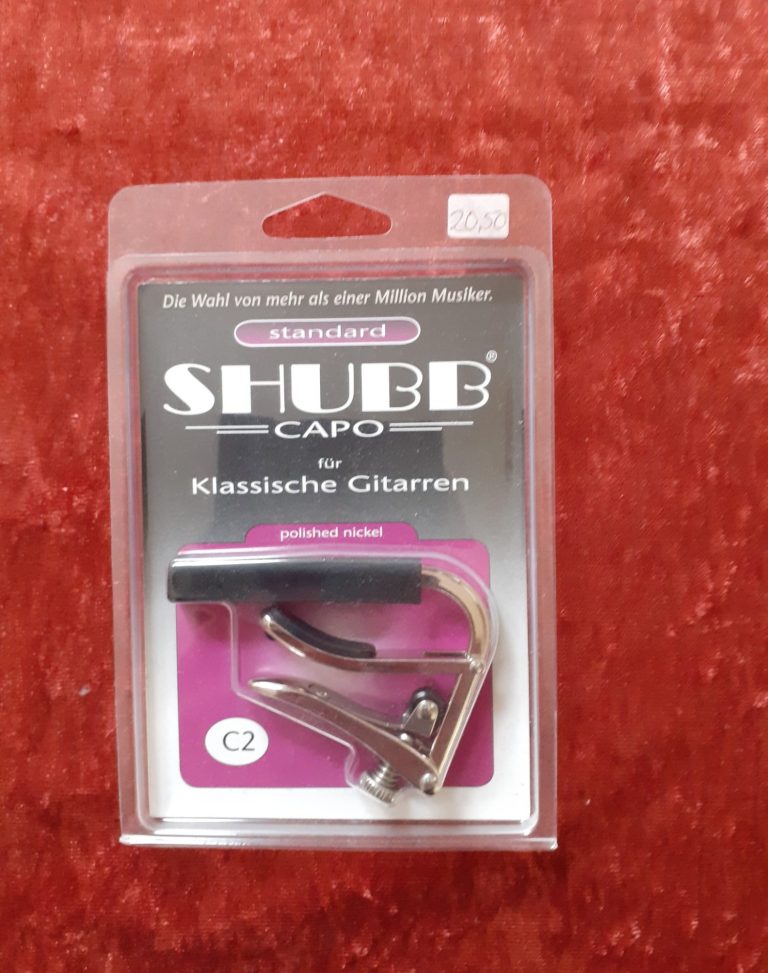 20,50
Die Wahl von mehr als einer Million Musiker.
standard
SHUBB®
CAPO
für
Klassische Gitarren
polished nickel
C2